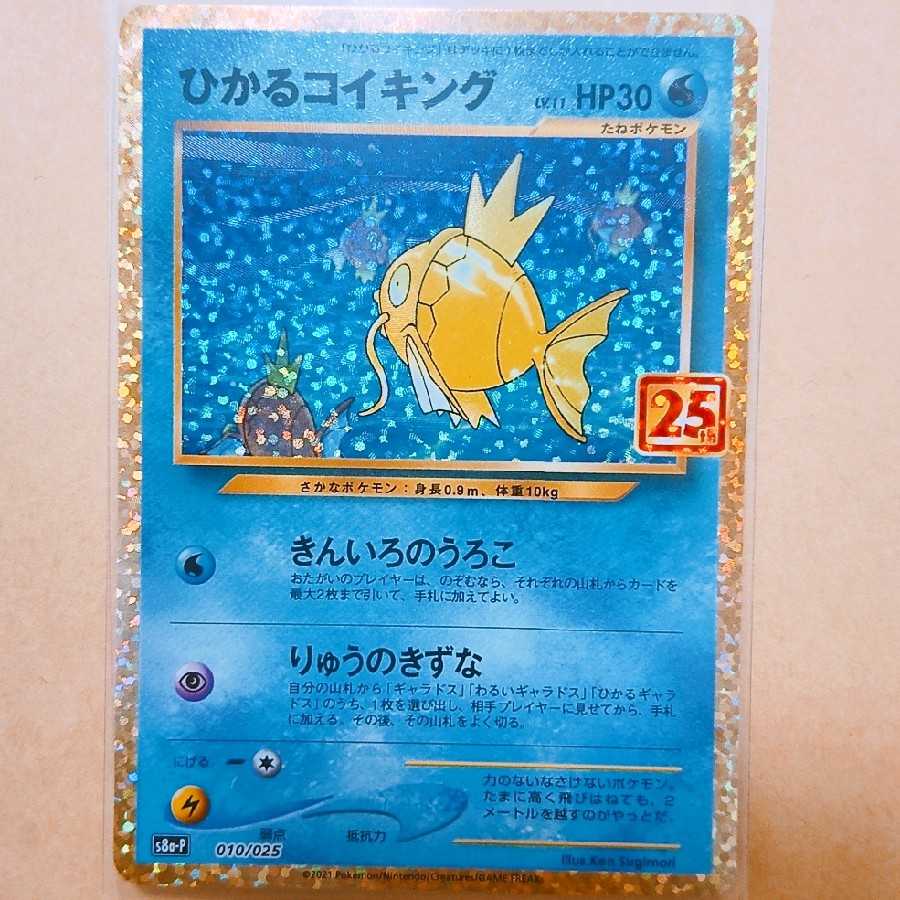 「ひかるコイキング」は、デッキに1枚までしか入れることができません。
ひかるコイキング LV.11 HP30
たねポケモン
25th
さかなポケモン：身長0.9m、体重10kg
きんいろのうろこ
おたがいのプレイヤーは、のぞむなら、それぞれの山札からカードを
最大2枚まで引いて、手札に加えてよい。
りゅうのきずな
自分の山札から「ギャラドス」「わるいギャラドス」「ひかるギャラ
ドス」のうち、1枚を選び出し、相手プレイヤーに見せてから、手札
に加える。その後、その山札をよく切る。
にげる
力のないなさけないポケモン。
たまに高く飛びはねても、2
メートルを越すのがやっとだ。
弱点 抵抗力
s8a-P 010/025
Illus.Ken Sugimori
©2021 Pokémon/Nintendo/Creatures/GAME FREAK.